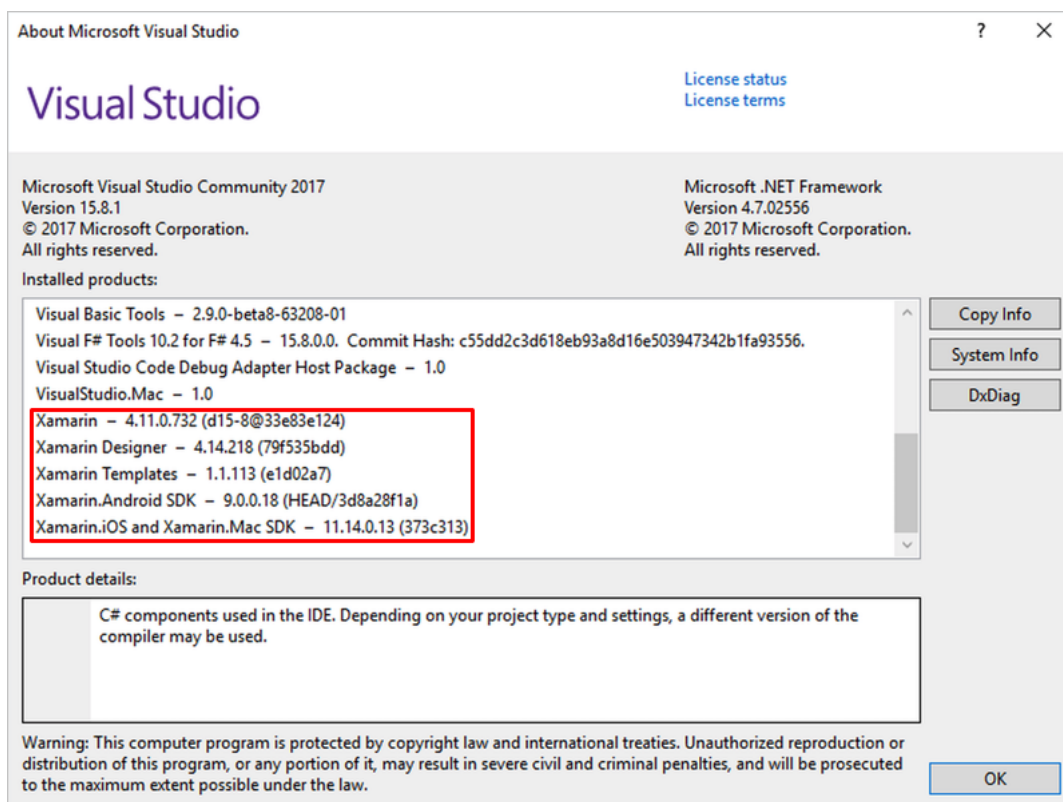 About Microsoft Visual Studio
?
Visual Studio
License status
License terms
Microsoft Visual Studio Community 2017
Version 15.8.1
© 2017 Microsoft Corporation.
All rights reserved.
Microsoft .NET Framework
Version 4.7.02556
© 2017 Microsoft Corporation.
All rights reserved.
Installed products:
Visual Basic Tools – 2.9.0-beta8-63208-01
Visual F# Tools 10.2 for F# 4.5 – 15.8.0.0. Commit Hash: c55dd2c3d618eb93a8d16e503947342b1fa93556.
Visual Studio Code Debug Adapter Host Package – 1.0
VisualStudio.Mac – 1.0
Xamarin – 4.11.0.732 (d15-8@33e83e124)
Xamarin Designer – 4.14.218 (79f535bdd)
Xamarin Templates – 1.1.113 (e1d02a7)
Xamarin.Android SDK – 9.0.0.18 (HEAD/3d8a28f1a)
Xamarin.iOS and Xamarin.Mac SDK – 11.14.0.13 (373c313)
Copy Info
System Info
DxDiag
Product details:
C# components used in the IDE. Depending on your project type and settings, a different version of the
compiler may be used.
Warning: This computer program is protected by copyright law and international treaties. Unauthorized reproduction or
distribution of this program, or any portion of it, may result in severe civil and criminal penalties, and will be prosecuted
to the maximum extent possible under the law.
OK